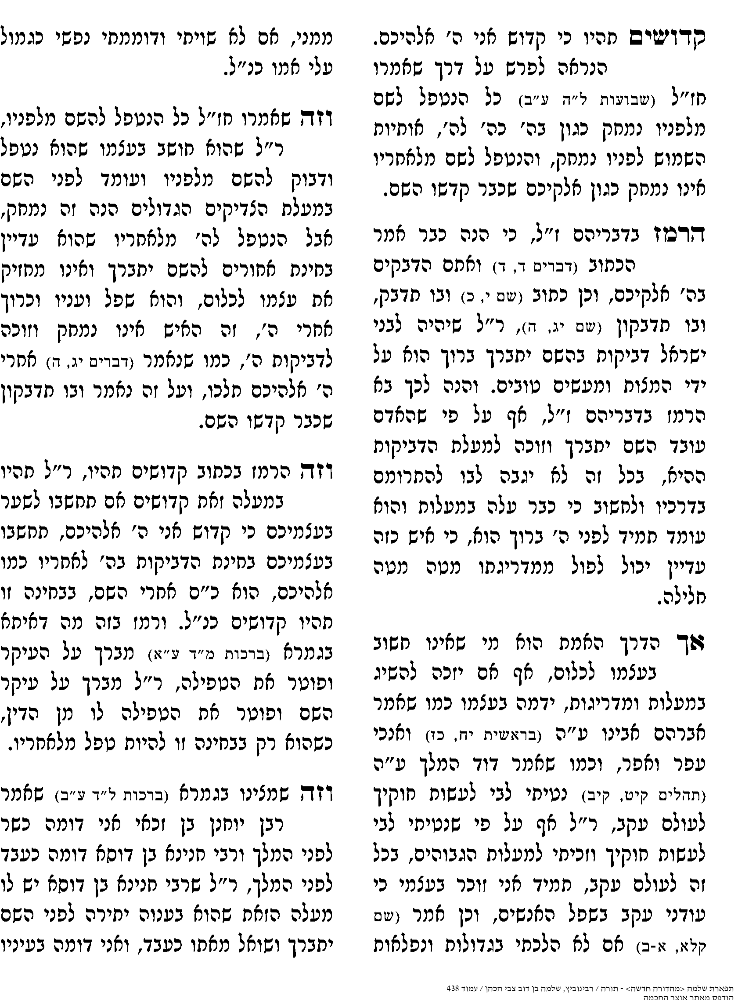 קדושים תהיו כי קדוש אני ה׳ אלהיכם.
הנראה לפרש על דרך שאמרו
חז״ל (שבועות ל״ה ע״ב) כל הנטפל לשם
מלפניו נמחק כגון בה׳ כה׳ לה׳, אותיות
השמוש לפניו נמחק, והנטפל לשם מלאחריו
אינו נמחק כגון אלקיכם שכבר קדשו השם.
הרמז בדבריהם ז״ל, כי הנה כבר אמר
הכתוב (דברים ד, ד) ואתם הדבקים
בה׳ אלקיכם, וכן כתוב (שם י, כ) ובו תדבק,
ובו תדבקון (שם יג, ה), ר״ל שיהיה לבני
ישראל דביקות בהשם יתברך ברוך הוא על
ידי המצות ומעשים טובים. והנה לכך בא
הרמז בדבריהם ז״ל, אף על פי שהאדם
עובד השם יתברך וזוכה למעלת הדביקות
ההיא, בכל זה לא יגבה לבו להתרומם
בדרכיו ולחשוב כי כבר עלה במעלות והוא
עומד תמיד לפני ה׳ ברוך הוא, כי איש כזה
עדיין יכול לפול ממדריגתו מטה מטה
חלילה.
אך הדרך האמת הוא מי שאינו חשוב
בעצמו לכלום, אף אם יזכה להשיג
במעלות ומדריגות, ידמה בעצמו כמו שאמר
אברהם אבינו ע״ה (בראשית יח, כז) ואנכי
עפר ואפר, וכמו שאמר דוד המלך ע״ה
(תהלים קיט, קיב) נטיתי לבי לעשות חוקיך
לעולם עקב, ר״ל אף על פי שנטיתי לבי
לעשות חוקיך וזכיתי למעלות הגבוהים, בכל
זה לעולם עקב, תמיד אני זוכר בעצמי כי
עודני עקב בשפל האנשים, וכן אמר (שם
קלא, א-ב) אם לא הלכתי בגדולות ונפלאות
ממני, אם לא שויתי ודוממתי נפשי כגמול
עלי אמו כנ״ל.
וזה שאמרו חז״ל כל הנטפל להשם מלפניו,
ר״ל שהוא חושב בעצמו שהוא נטפל
ודבוק להשם מלפניו ועומד לפני השם
במעלת הצדיקים הגדולים הנה זה נמחק,
אבל הנטפל לה׳ מלאחריו שהוא עדיין
בחינת אחורים להשם יתברך ואינו מחזיק
את עצמו לכלום, והוא שפל ועניו וכרוך
אחרי ה׳, זה האיש אינו נמחק וזוכה
לדביקות ה׳, כמו שנאמר (דברים יג, ה) אחרי
ה׳ אלהיכם תלכו, ועל זה נאמר ובו תדבקון
שכבר קדשו השם.
וזה הרמז בכתוב קדושים תהיו, ר״ל תהיו
במעלה זאת קדושים אם תחשבו לשער
בעצמיכם כי קדוש אני ה׳ אלהיכם, תחשבו
בעצמיכם בחינת הדביקות בה׳ לאחריו כמו
אלהיכם, הוא כ״ם אחרי השם, בבחינה זו
תהיו קדושים כנ״ל. ורמז בזה מה דאיתא
בגמרא (ברכות מ״ד ע״א) מברך על העיקר
ופוטר את הטפילה, ר״ל מברך על עיקר
השם ופוטר את הטפילה לו מן הדין,
כשהוא רק בבחינה זו להיות טפל מלאחריו.
וזה שמצינו בגמרא (ברכות ל״ד ע״ב) שאמר
רבן יוחנן בן זכאי אני דומה כשר
לפני המלך ורבי חנינא בן דוסא דומה כעבד
לפני המלך, ר״ל שרבי חנינא בן דוסא יש לו
מעלה הזאת שהוא בענוה יתירה לפני השם
יתברך ושואל מאתו כעבד, ואני דומה בעיניו
תפארת שלמה <מהדורה חדשה> - תורה / רבינוביץ, שלמה בן דוב צבי הכהן / עמוד 438
הודפס מאתר אוצר החכמה